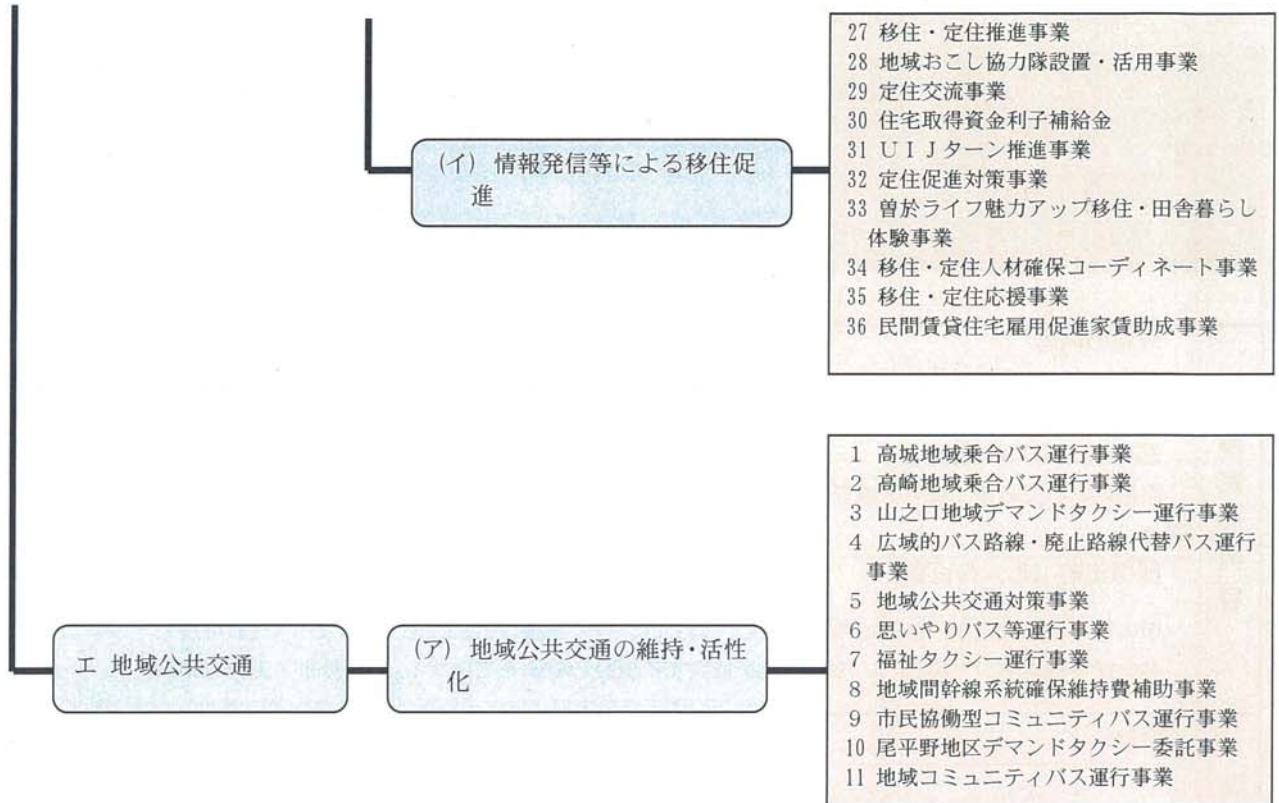 27 移住・定住推進事業
28 地域おこし協力隊設置・活用事業
29 定住交流事業
30 住宅取得資金利子補給金
31 ＵＩＪターン推進事業
32 定住促進対策事業
33 曽於ライフ魅力アップ移住・田舎暮らし
体験事業
34 移住・定住人材確保コーディネート事業
35 移住・定住応援事業
36 民間賃貸住宅雇用促進家賃助成事業
(イ) 情報発信等による移住促
進
1 高城地域乗合バス運行事業
2 高崎地域乗合バス運行事業
3 山之口地域デマンドタクシー運行事業
4 広域的バス路線・廃止路線代替バス運行
事業
5 地域公共交通対策事業
6 思いやりバス等運行事業
7 福祉タクシー運行事業
8 地域間幹線系統確保維持費補助事業
9 市民協働型コミュニティバス運行事業
10 尾平野地区デマンドタクシー委託事業
11 地域コミュニティバス運行事業
エ 地域公共交通
(ア) 地域公共交通の維持・活性
化